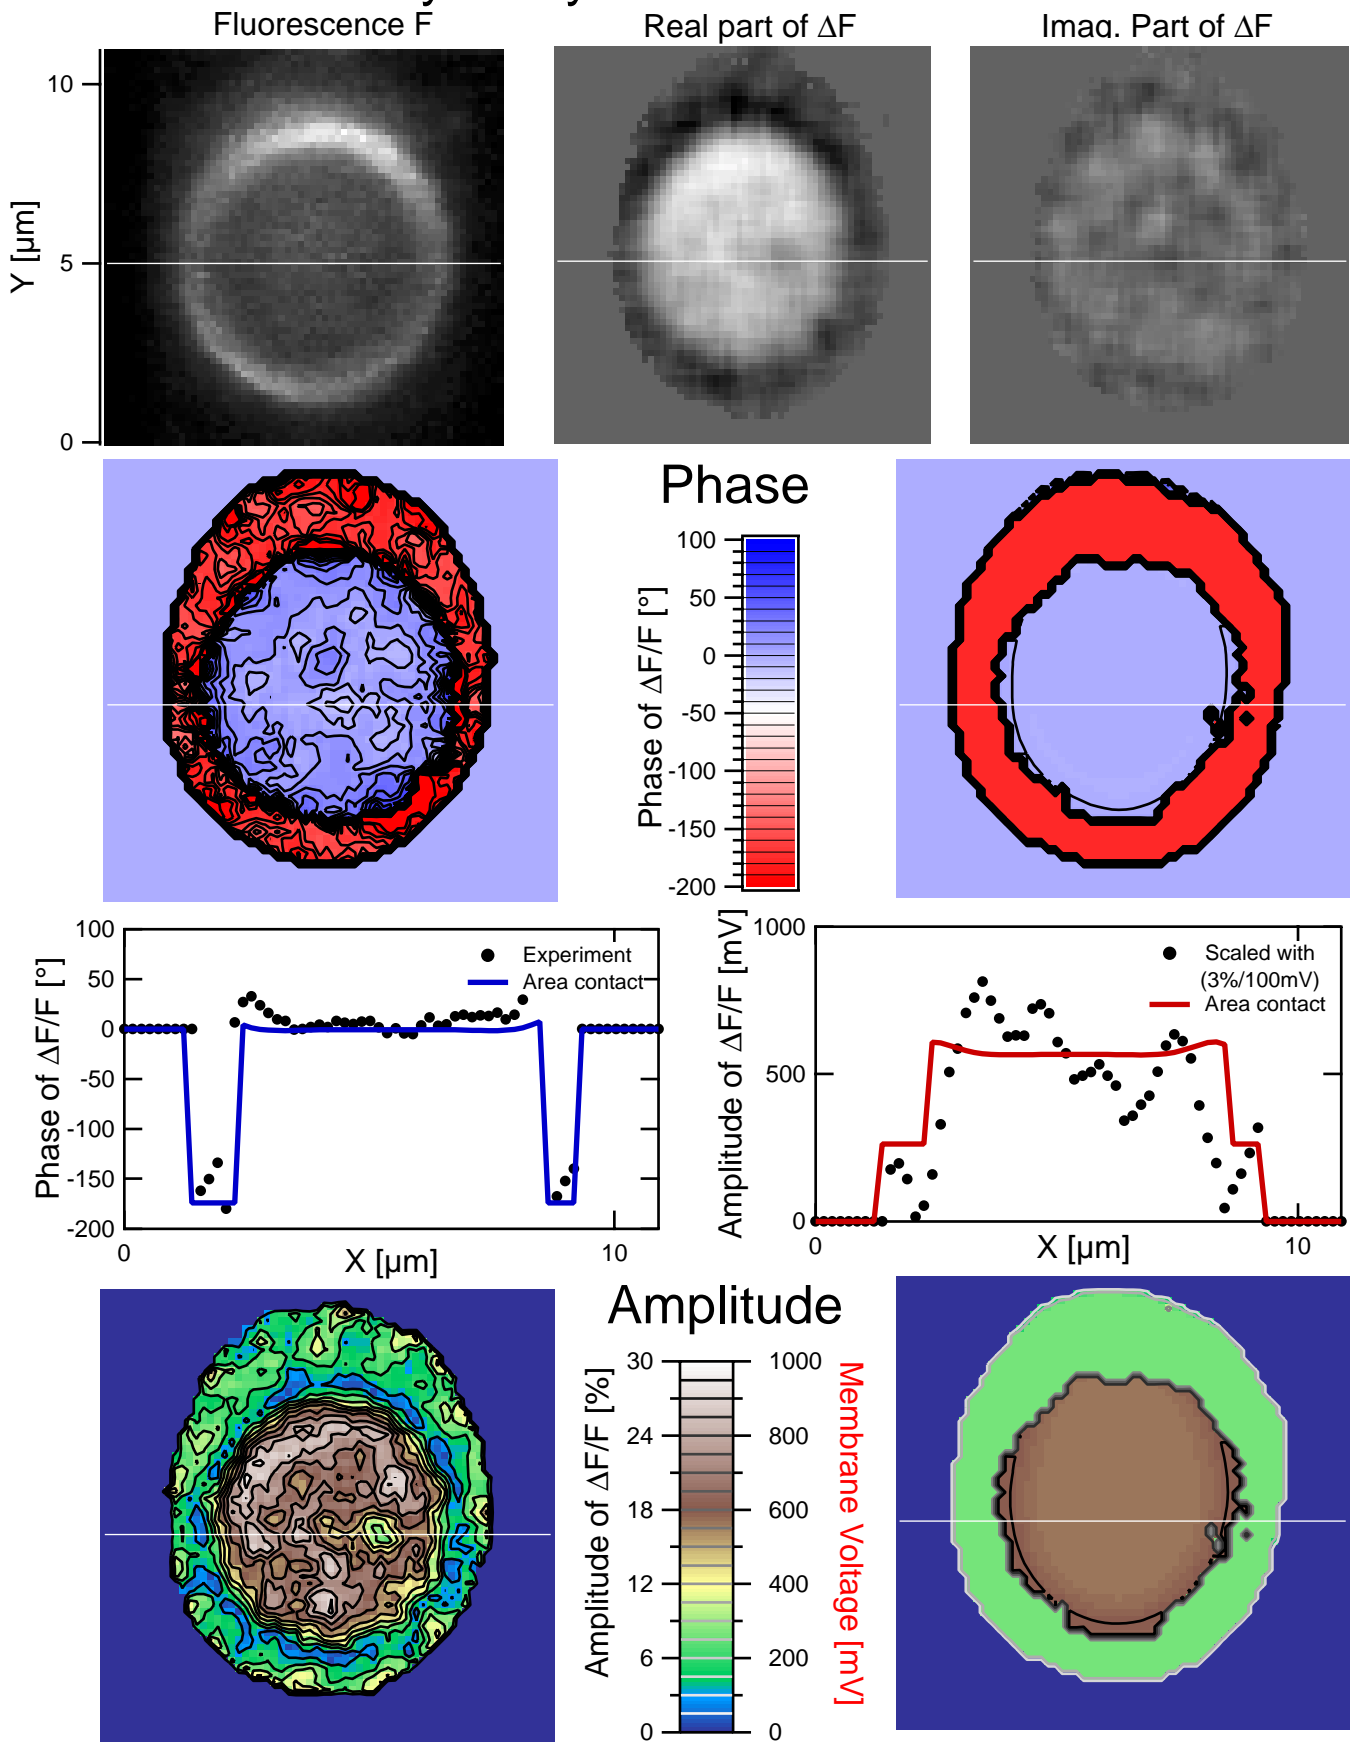 Fluorescence F
Real part of ΔF
Imag. Part of ΔF
Y [µm]
10
5
0
Phase
Phase of ΔF/F [°]
100
50
0
-50
-100
-150
-200
Phase of ΔF/F [°]
100
50
0
-50
-100
-150
-200
Experiment
Area contact
0
10
X [µm]
Amplitude of ΔF/F [mV]
1000
500
0
Scaled with
(3%/100mV)
Area contact
0
10
X [µm]
Amplitude
Amplitude of ΔF/F [%]
30
24
18
12
6
0
1000
800
600
400
200
0
Membrane Voltage [mV]